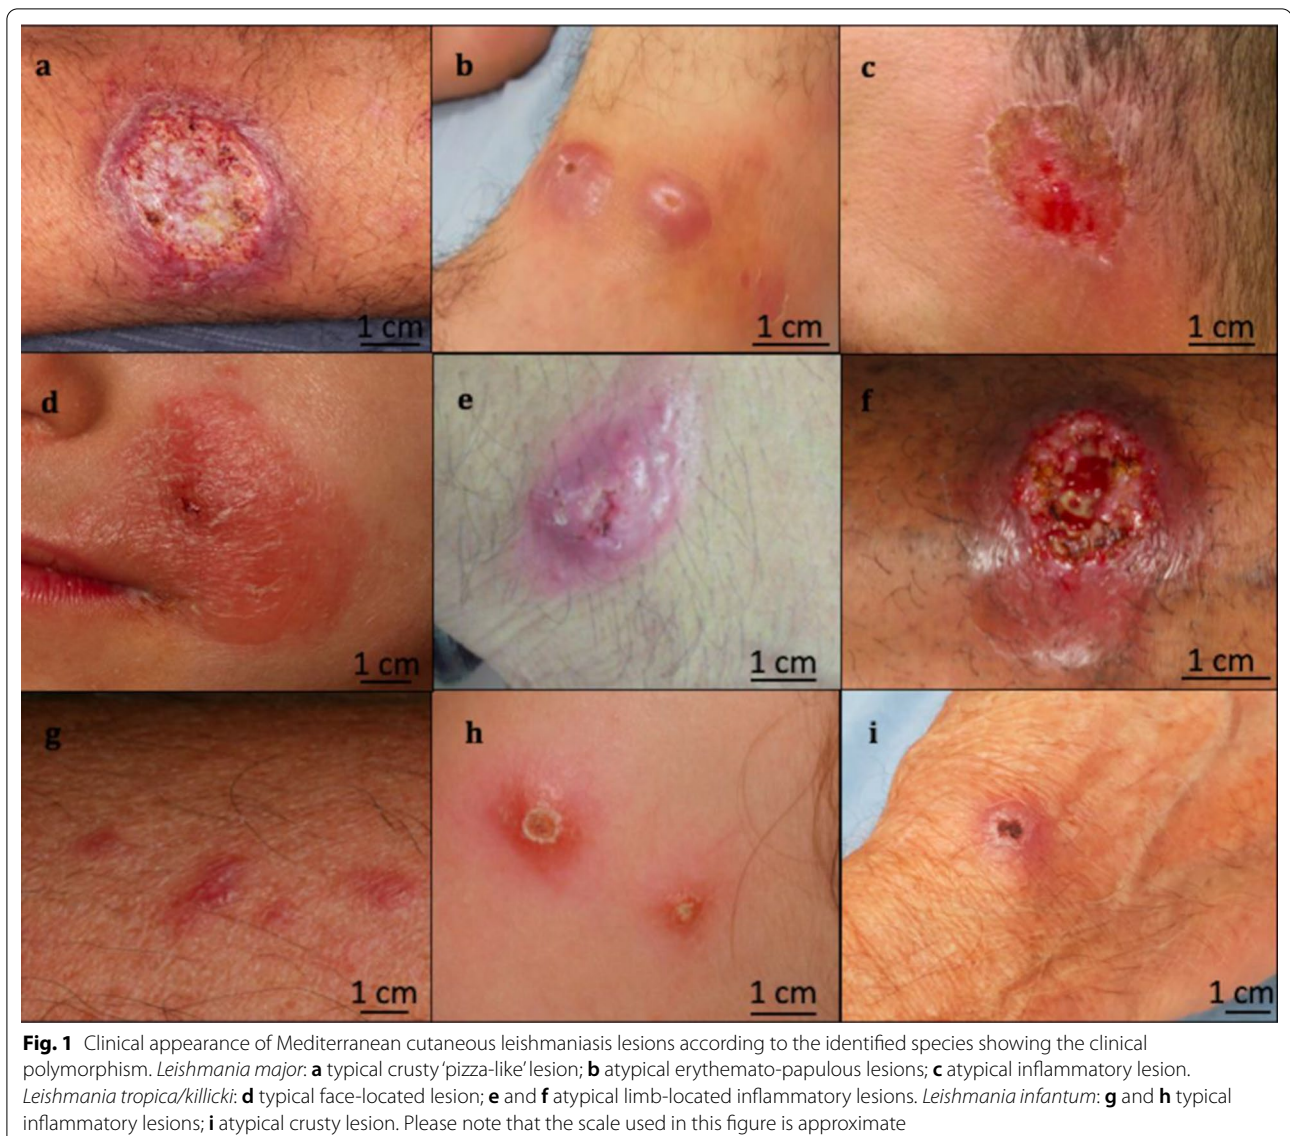 a
b
c
1 cm
1 cm
1 cm
d
e
f
1 cm
1 cm
1 cm
g
h
i
1 cm
1 cm
1 cm
Fig. 1 Clinical appearance of Mediterranean cutaneous leishmaniasis lesions according to the identified species showing the clinical
polymorphism. Leishmania major: a typical crusty ‘pizza-like’ lesion; b atypical erythemato-papulous lesions; c atypical inflammatory lesion.
Leishmania tropica/killicki: d typical face-located lesion; e and f atypical limb-located inflammatory lesions. Leishmania infantum: g and h typical
inflammatory lesions; i atypical crusty lesion. Please note that the scale used in this figure is approximate